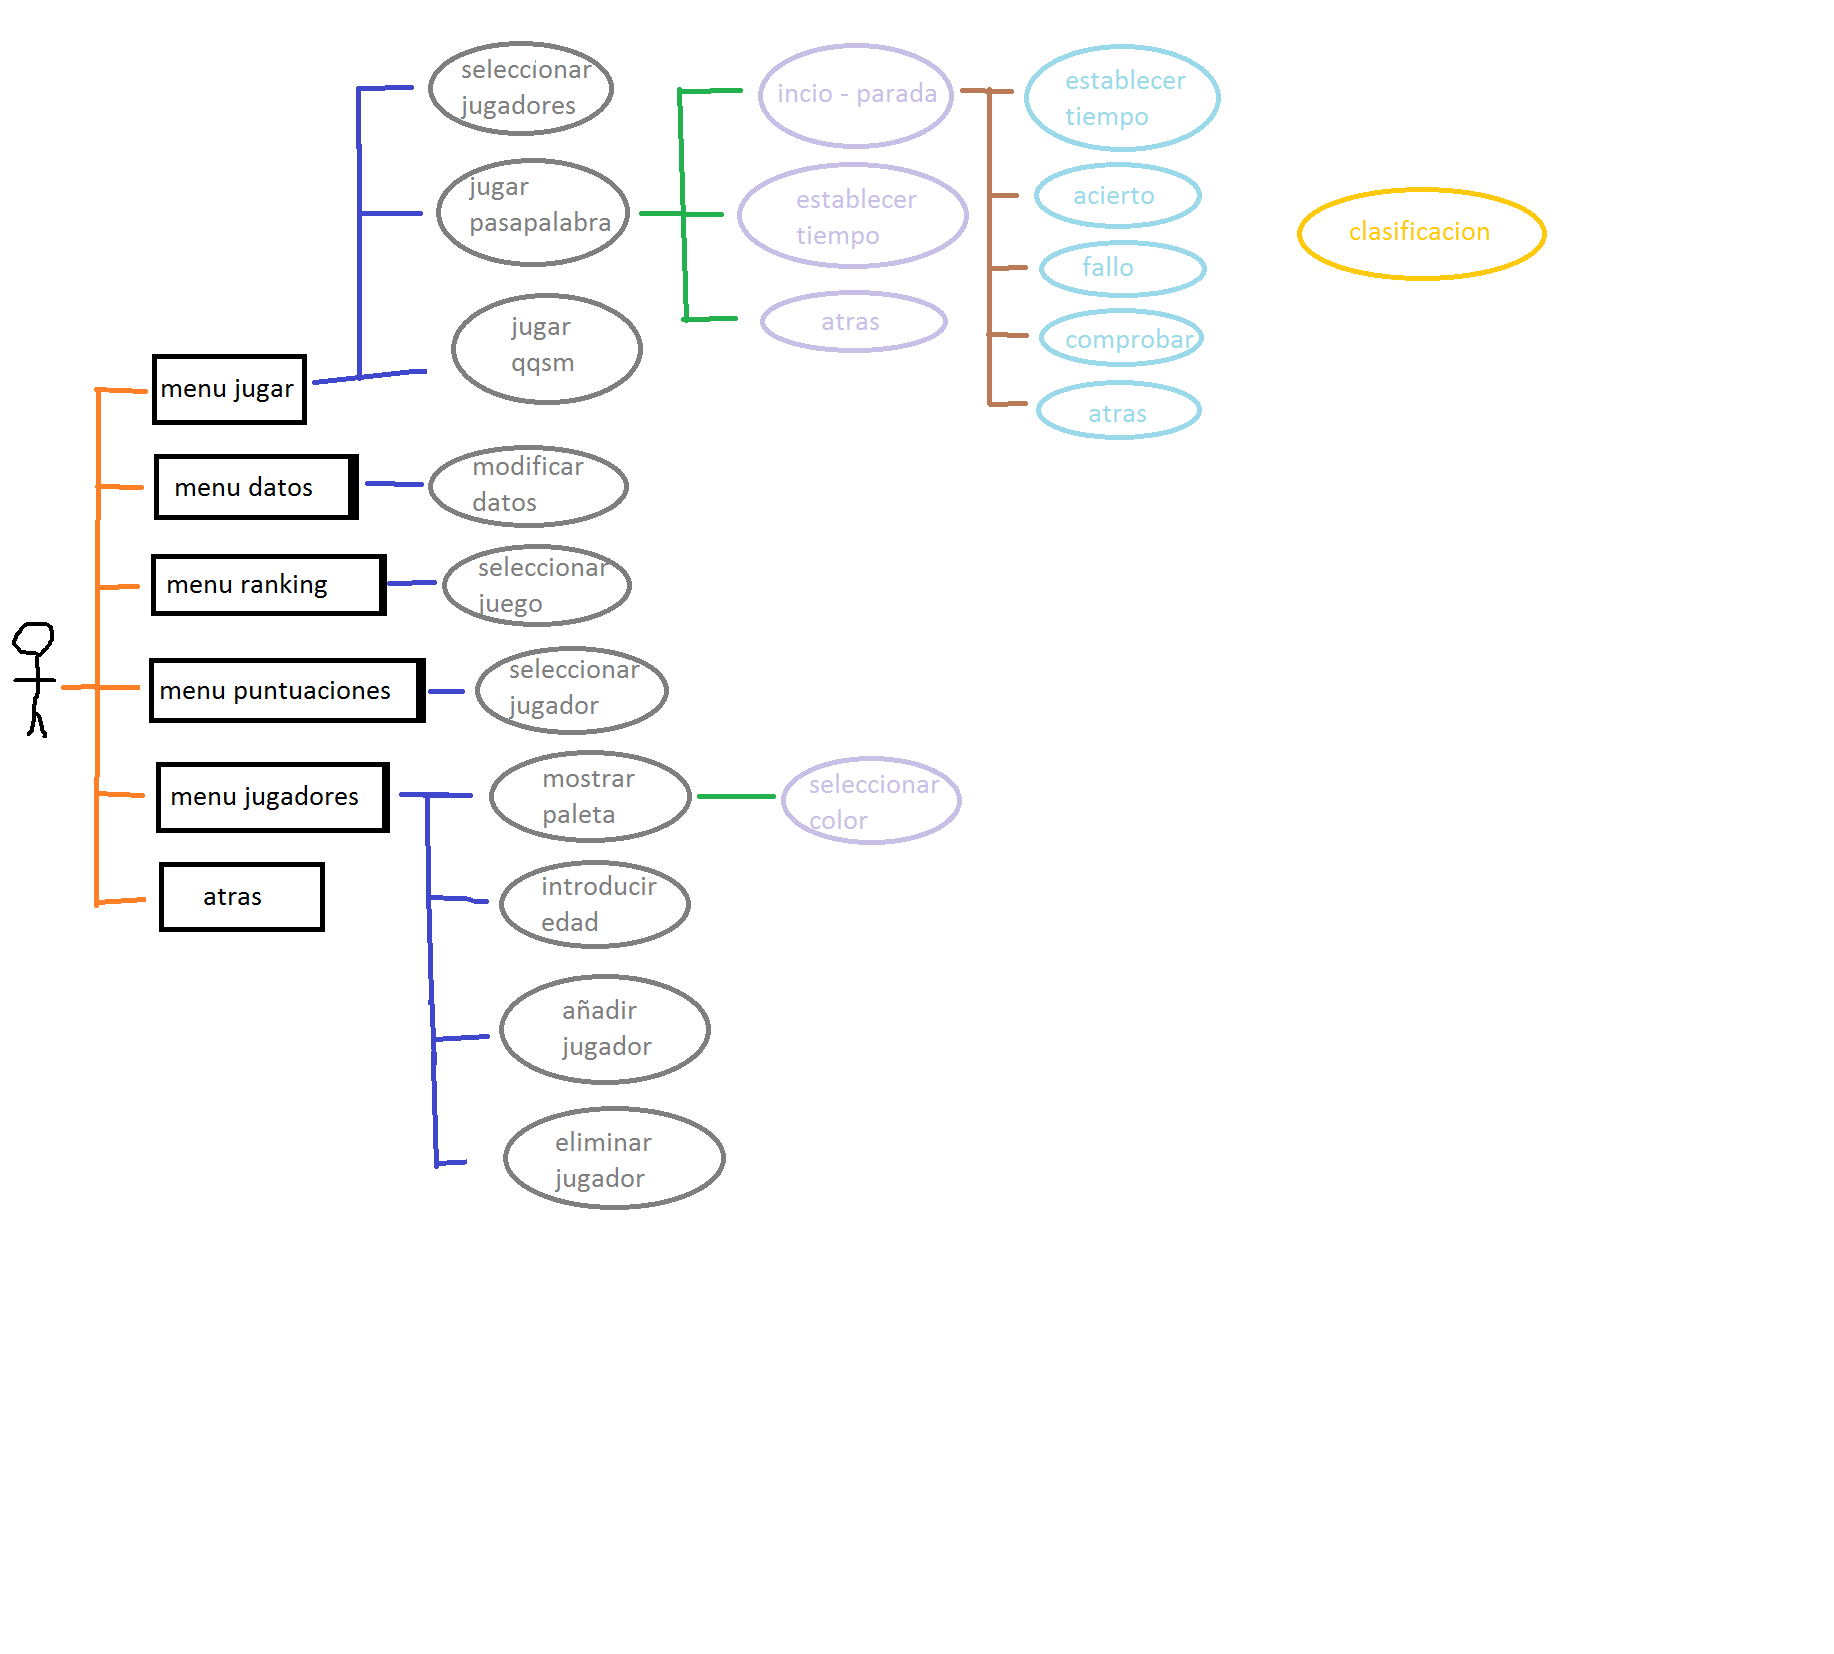 seleccionar
jugadores
incio - parada
establecer
tiempo
jugar
pasapalabra
establecer
tiempo
acierto
clasificacion
fallo
atras
comprobar
jugar
qqsm
atras
menu jugar
menu datos
modificar
datos
menu ranking
seleccionar
juego
menu puntuaciones
seleccionar
jugador
menu jugadores
mostrar
paleta
seleccionar
color
atras
introducir
edad
añadir
jugador
eliminar
jugador